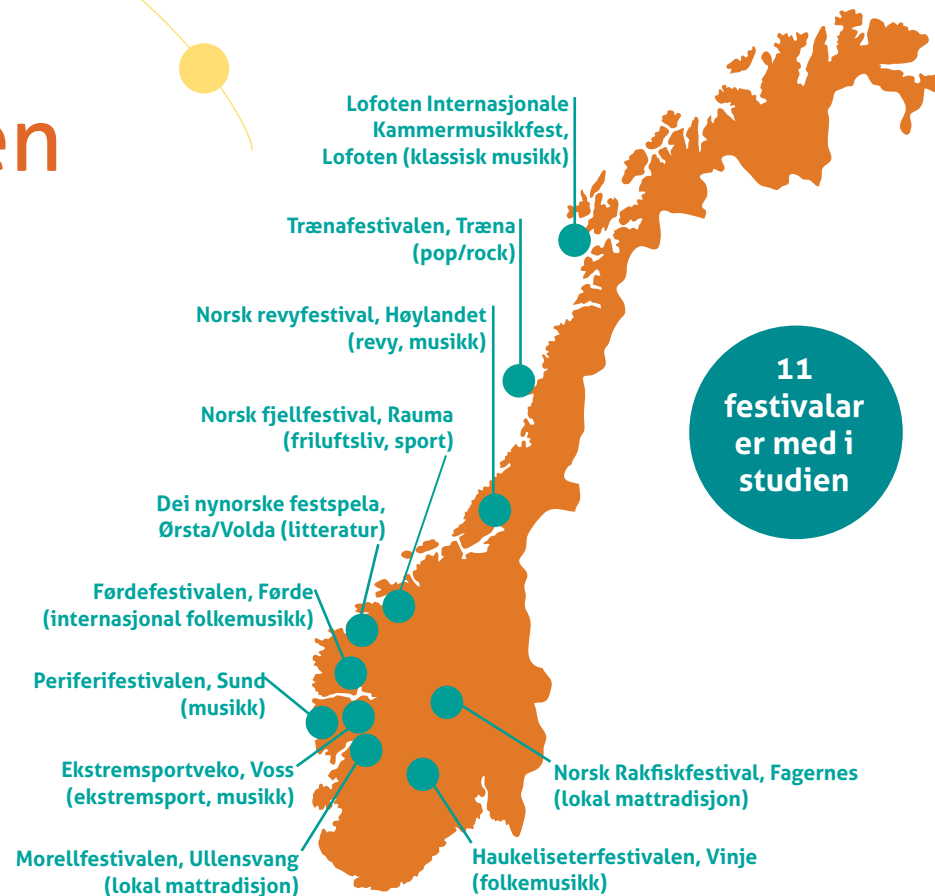 en
Lofoten Internasjonale
Kammermusikkfest,
Lofoten (klassisk musikk)
Trænafestivalen, Træna
(pop/rock)
Norsk revyfestival, Høylandet
(revy, musikk)
Norsk fjellfestival, Rauma
(friluftsliv, sport)
Dei nynorske festspela,
Ørsta/Volda (litteratur)
Førdefestivalen, Førde
(internasjonal folkemusikk)
Periferifestivalen, Sund
(musikk)
Ekstremsportveko, Voss
(ekstremsport, musikk)
Morellfestivalen, Ullensvang
(lokal mattradisjon)
Norsk Rakfiskfestival, Fagernes
(lokal mattradisjon)
Haukeliseterfestivalen, Vinje
(folkemusikk)
11
festivalar
er med i
studien